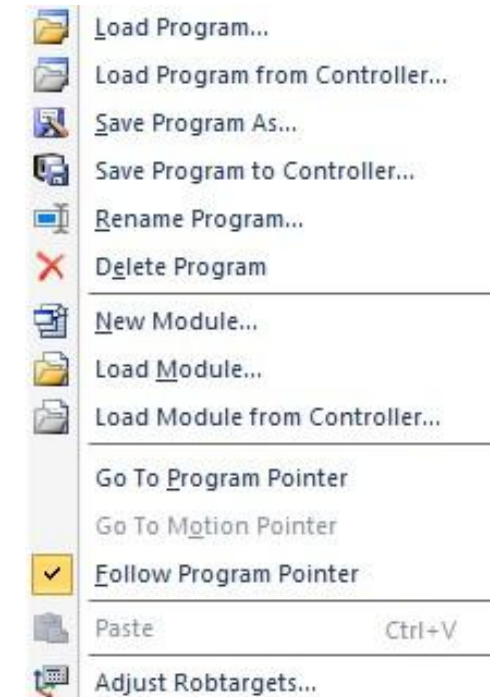 Load Program...
Load Program from Controller...
Save Program As...
Save Program to Controller...
Rename Program...
Delete Program
New Module...
Load Module...
Load Module from Controller...
Go To Program Pointer
Go To Motion Pointer
Follow Program Pointer
Paste Ctrl+V
Adjust Robtargets...